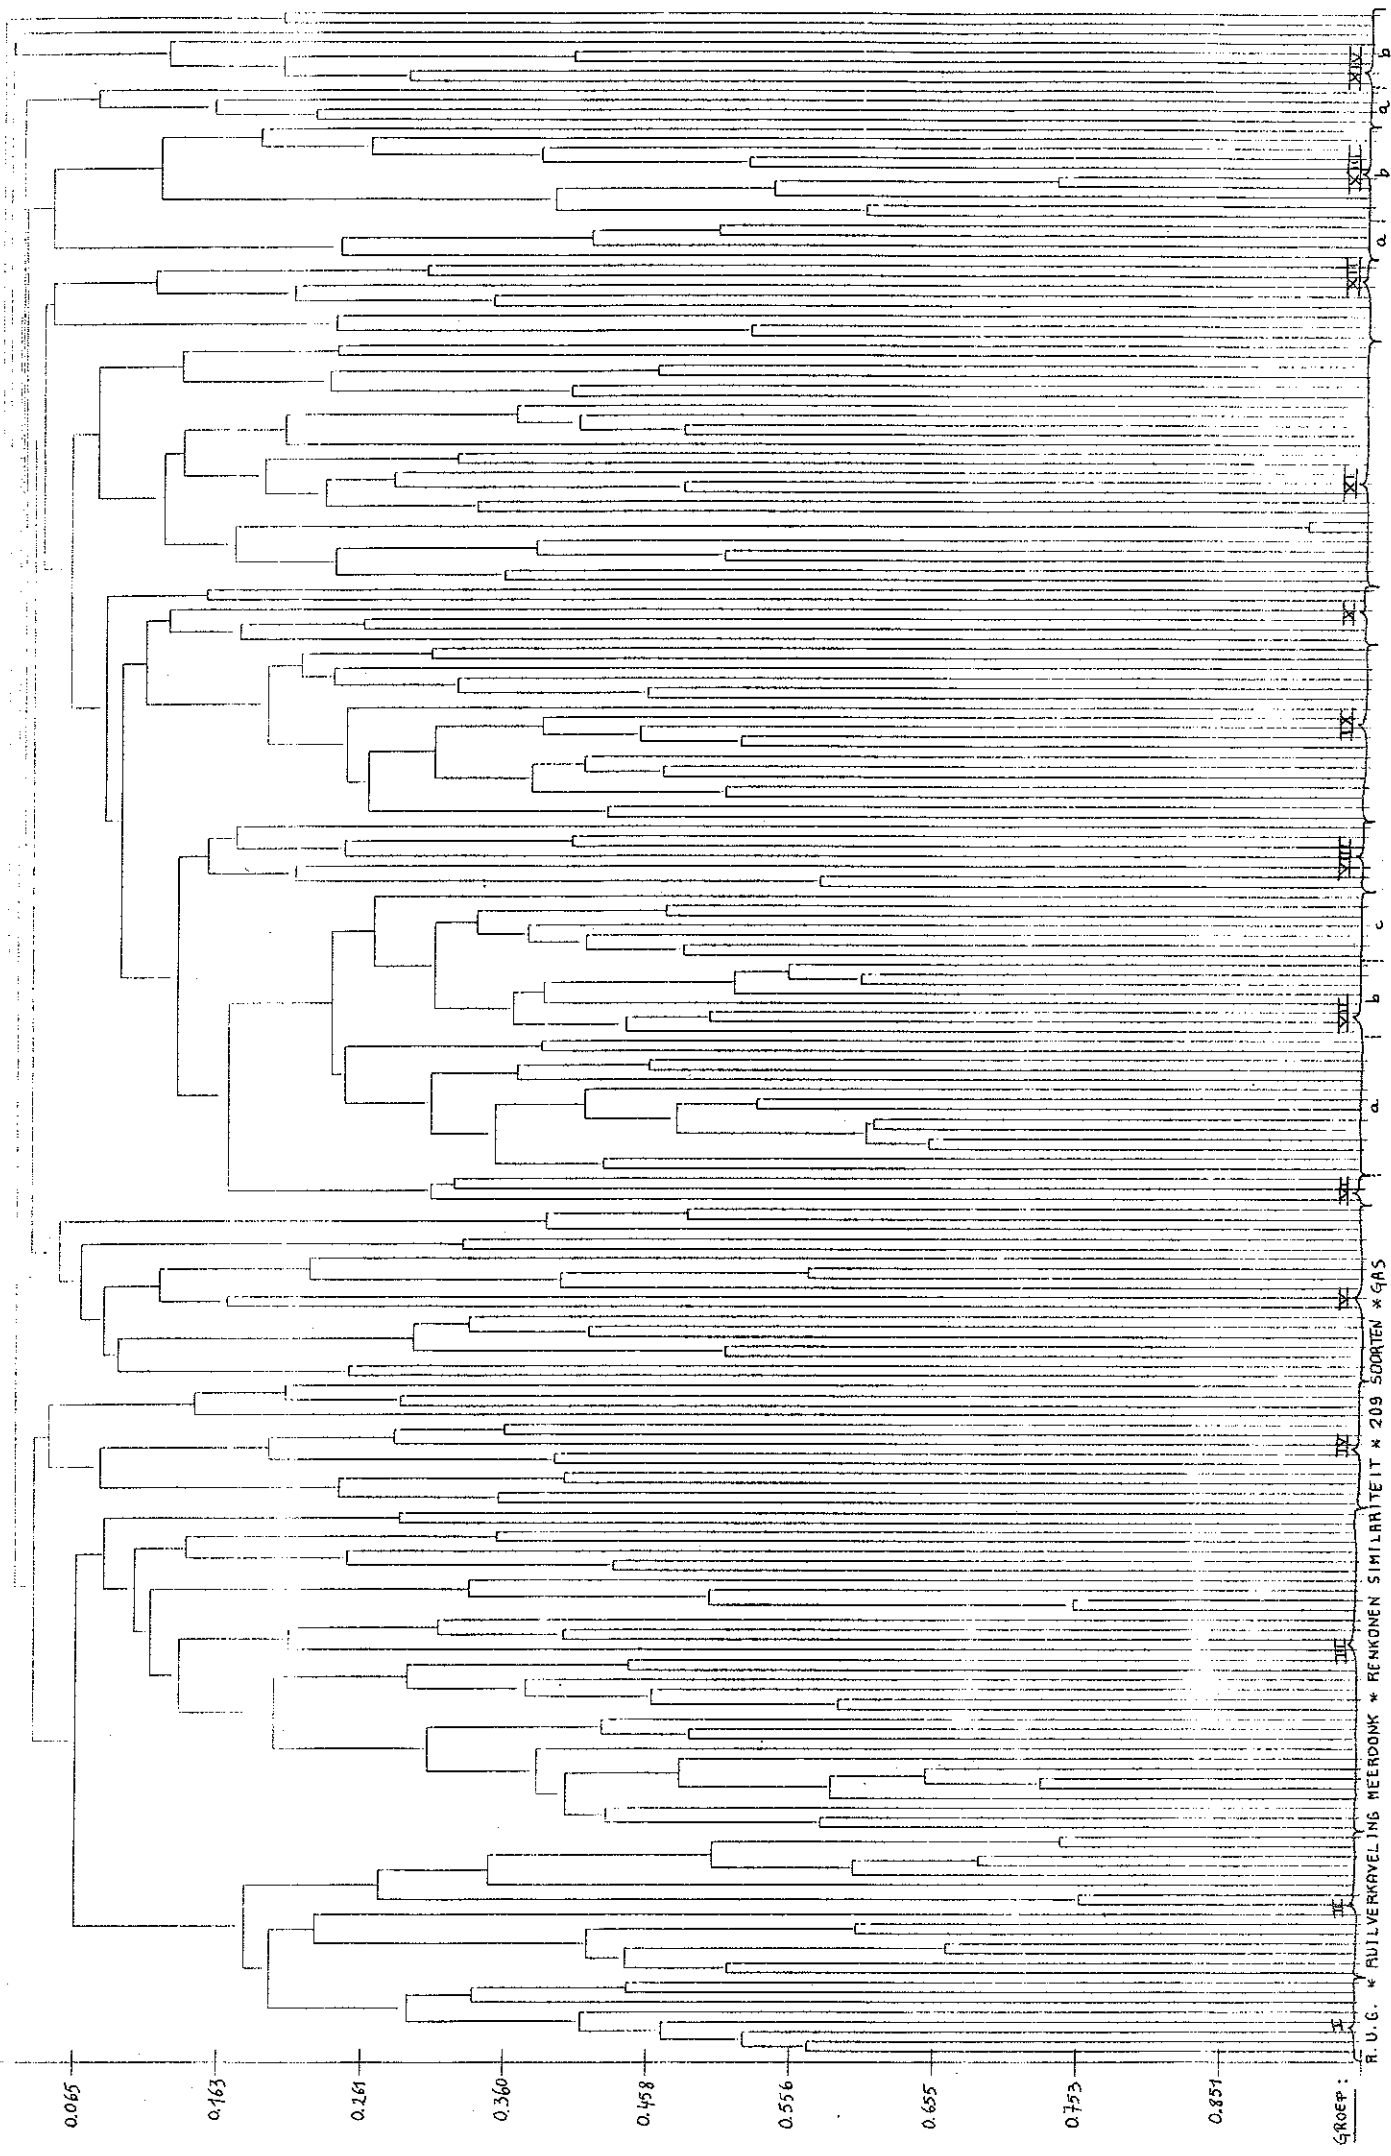 0.065
0.163
0.261
0.360
0.458
0.556
0.655
0.753
0.851
GROEP :
I
II
III
IV
V
VI
VII
a
b
c
VIII
IX
X
XI
XII
XIII
a
b
XIV
a
b
R.U.G. * RUILVERKAVELING MEERDONK * RENKONEN SIMILARITEIT * 209 SOORTEN * GAS